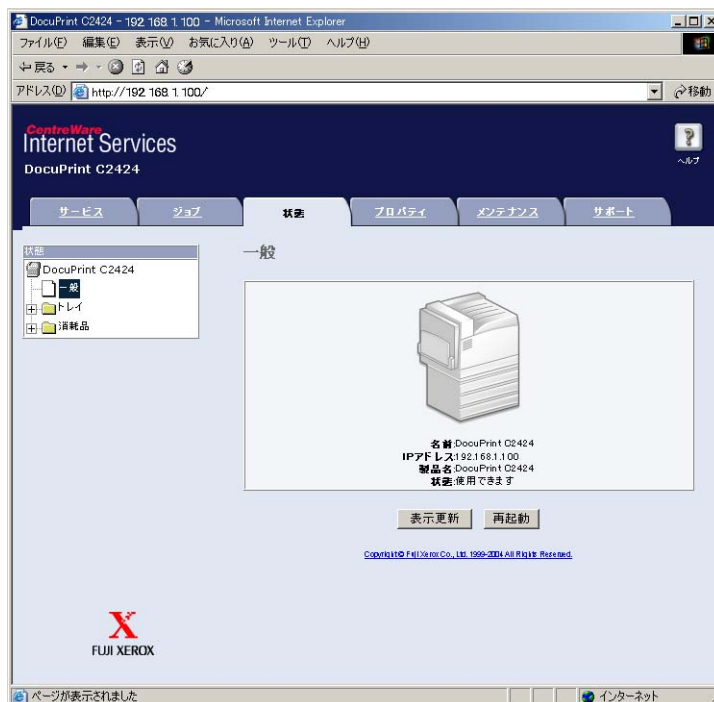 DocuPrint C2424 - 192.168.1.100 - Microsoft Internet Explorer
ファイル(F) 編集(E) 表示(V) お気に入り(A) ツール(T) ヘルプ(H)
戻る
アドレス(D) http://192.168.1.100/ 移動
CentreWare
Internet Services
DocuPrint C2424
ヘルプ
サービス ジョブ 状態 プロパティ メンテナンス サポート
状態
DocuPrint C2424
一般
トレイ
消耗品
一般
名前:DocuPrint C2424
IPアドレス:192.168.1.100
製品名:DocuPrint C2424
状態:使用できます
表示更新 再起動
Copyright© Fuji Xerox Co., Ltd. 1999-2004 All Rights Reserved.
X
FUJI XEROX
ページが表示されました インターネット